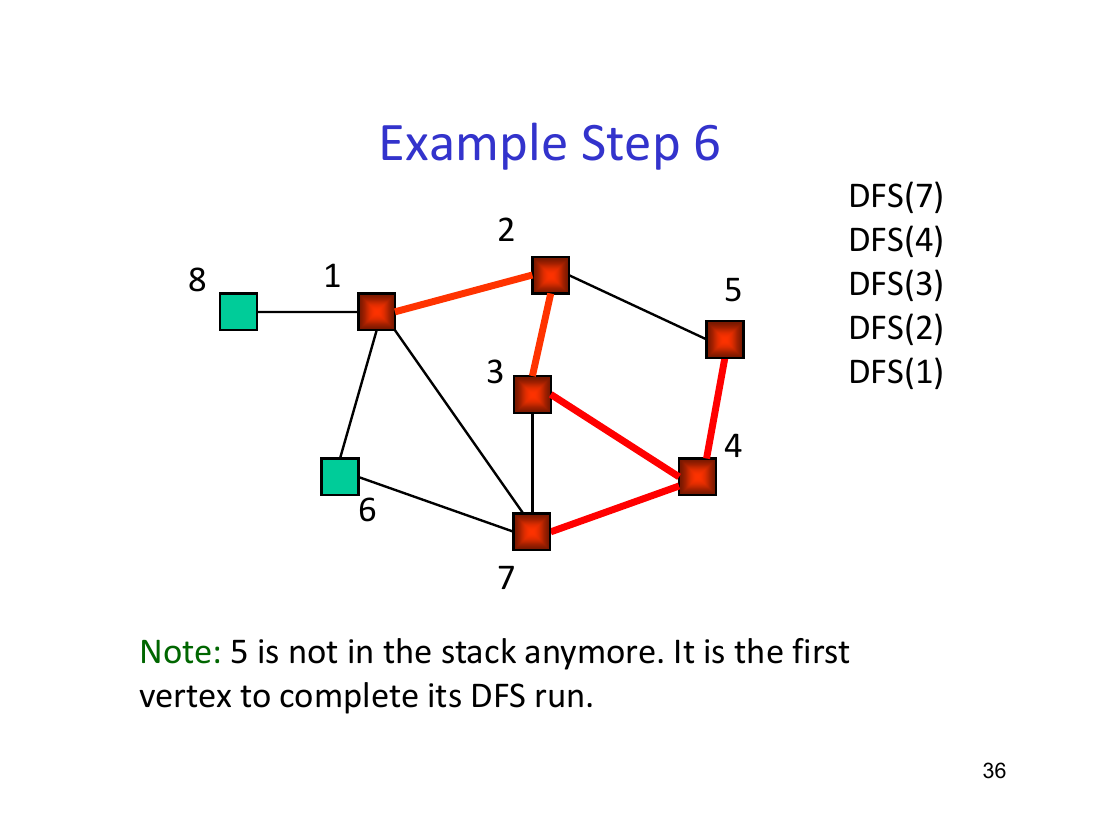 Example Step 6
DFS(7)
DFS(4)
DFS(3)
DFS(2)
DFS(1)
2
8
1
5
3
4
6
7
Note: 5 is not in the stack anymore. It is the first
vertex to complete its DFS run.
36